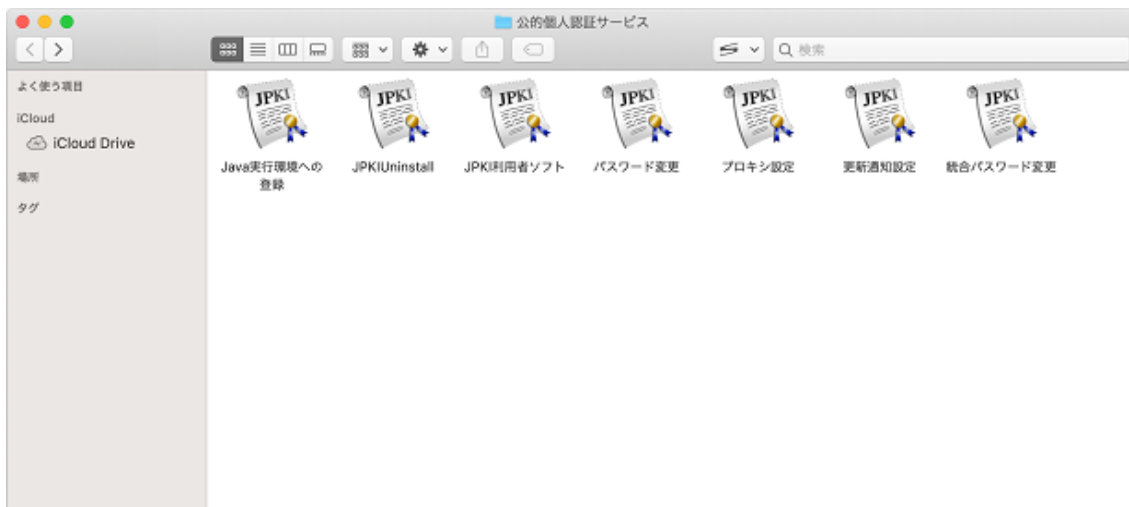 公的個人認証サービス
検索
よく使う項目
iCloud
iCloud Drive
場所
タグ
JPKI
JPKI
JPKI
JPKI
JPKI
JPKI
JPKI
Java実行環境への
登録
JPKIUninstall
JPKI利用者ソフト
パスワード変更
プロキシ設定
更新通知設定
統合パスワード変更